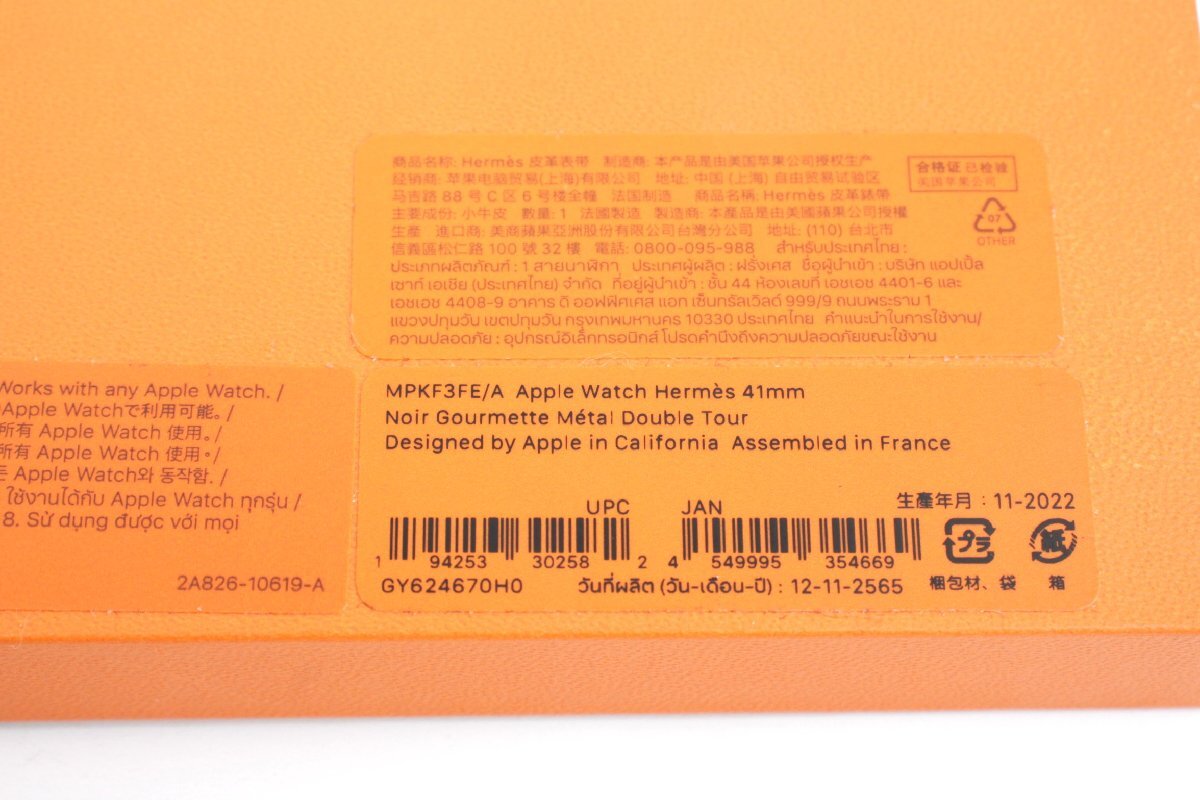 商品名称: Hermès 皮革表带 制造商: 本产品是由美国苹果公司授权生产
经销商: 苹果电脑贸易(上海)有限公司 地址: 中国 (上海) 自由贸易试验区
马吉路 88 号 C 区 6 号楼全幢 法国制造 商品名稱: Hermès 皮革錶帶
主要成份: 小牛皮 數量: 1 法國製造 製造商: 本產品是由美國蘋果公司授權
生產 進口商: 美商蘋果亞洲股份有限公司台灣分公司 地址: (110) 台北市
信義區松仁路 100 號 32 樓 電話: 0800-095-988 สำหรับประเทศไทย :
ประเภทผลิตภัณฑ์ : 1 สายนาฬิกา ประเทศผู้ผลิต : ฝรั่งเศส ชื่อผู้นำเข้า : บริษัท แอปเปิ้ล
เซาท์ เอเชีย (ประเทศไทย) จำกัด ที่อยู่ผู้นำเข้า : ชั้น 44 ห้องเลขที่ เอชเอช 4401-6 และ
เอชเอช 4408-9 อาคาร ดิ ออฟฟิศเศส แอท เซ็นทรัลเวิลด์ 999/9 ถนนพระราม 1
แขวงปทุมวัน เขตปทุมวัน กรุงเทพมหานคร 10330 ประเทศไทย คำแนะนำในการใช้งาน/
ความปลอดภัย : อุปกรณ์อิเล็กทรอนิกส์ โปรดคำนึงถึงความปลอดภัยขณะใช้งาน
合格证 已检验
美国苹果公司
07
OTHER
Works with any Apple Watch. /
Apple Watchで利用可能。 /
所有 Apple Watch 使用。/
所有 Apple Watch 使用。/
든 Apple Watch와 동작함. /
ใช้งานได้กับ Apple Watch ทุกรุ่น /
8. Sử dụng được với mọi
2A826-10619-A
MPKF3FE/A Apple Watch Hermès 41mm
Noir Gourmette Métal Double Tour
Designed by Apple in California Assembled in France
UPC JAN 生產年月 : 11-2022
1 94253 30258 2 4 549995 354669
プラ 紙
GY624670H0 วันที่ผลิต (วัน-เดือน-ปี) : 12-11-2565 梱包材、袋 箱